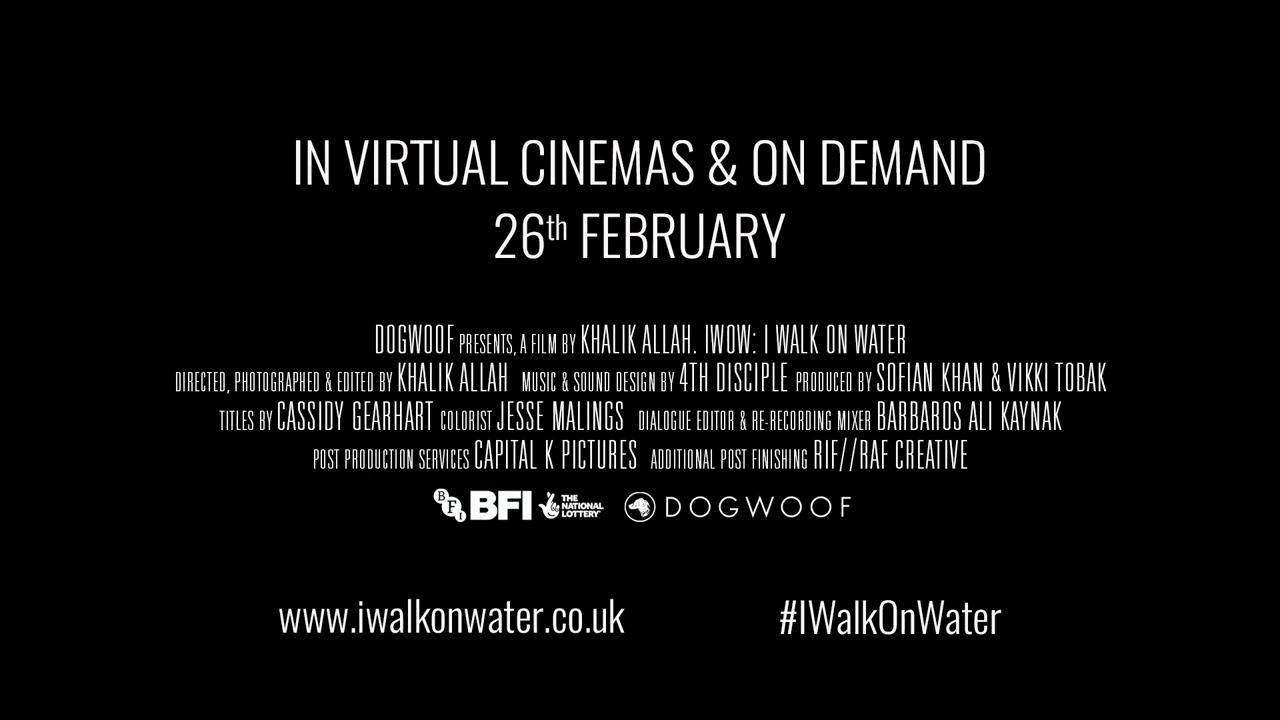 IN VIRTUAL CINEMAS & ON DEMAND
26th FEBRUARY
DOGWOOF PRESENTS, A FILM BY KHALIK ALLAH. IWOW: I WALK ON WATER
DIRECTED, PHOTOGRAPHED & EDITED BY KHALIK ALLAH MUSIC & SOUND DESIGN BY 4TH DISCIPLE PRODUCED BY SOFIAN KHAN & VIKKI TOBAK
TITLES BY CASSIDY GEARHART COLORIST JESSE MALINGS DIALOGUE EDITOR & RE-RECORDING MIXER BARBAROS ALI KAYNAK
POST PRODUCTION SERVICES CAPITAL K PICTURES ADDITIONAL POST FINISHING RIF//RAF CREATIVE
BFI BFI THE NATIONAL LOTTERY DOGWOOF
www.iwalkonwater.co.uk #IWalkOnWater